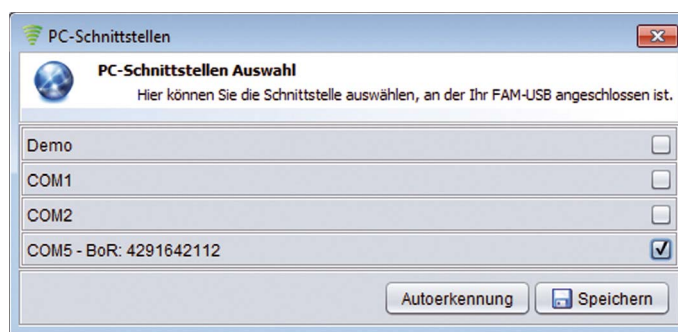 PC-Schnittstellen
PC-Schnittstellen Auswahl
Hier können Sie die Schnittstelle auswählen, an der Ihr FAM-USB angeschlossen ist.
Demo
COM1
COM2
COM5 - BoR: 4291642112
Autoerkennung
Speichern